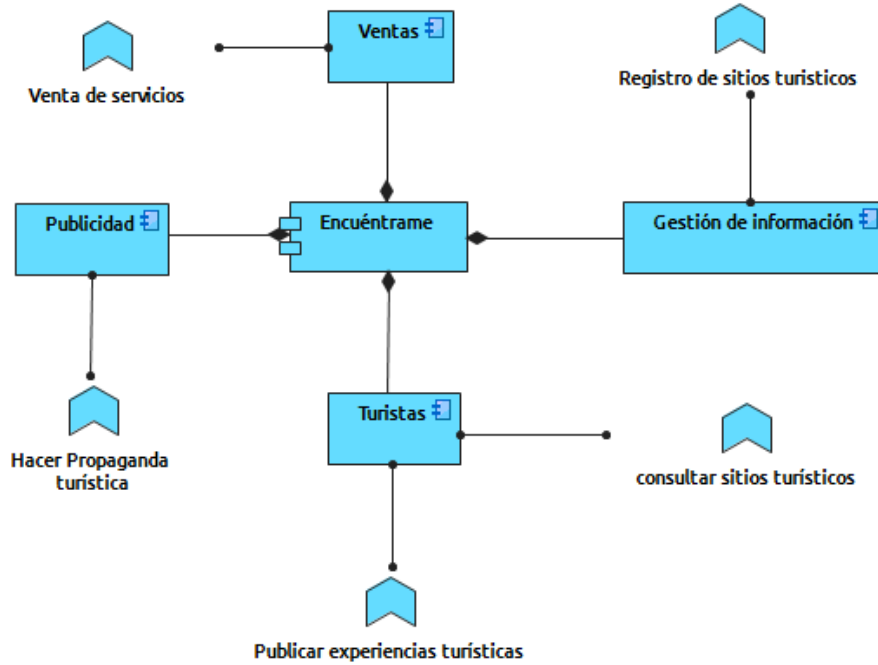 Ventas
Venta de servicios
Registro de sitios turisticos
Publicidad
Encuéntrame
Gestión de información
Turistas
Hacer Propaganda
turística
consultar sitios turísticos
Publicar experiencias turísticas